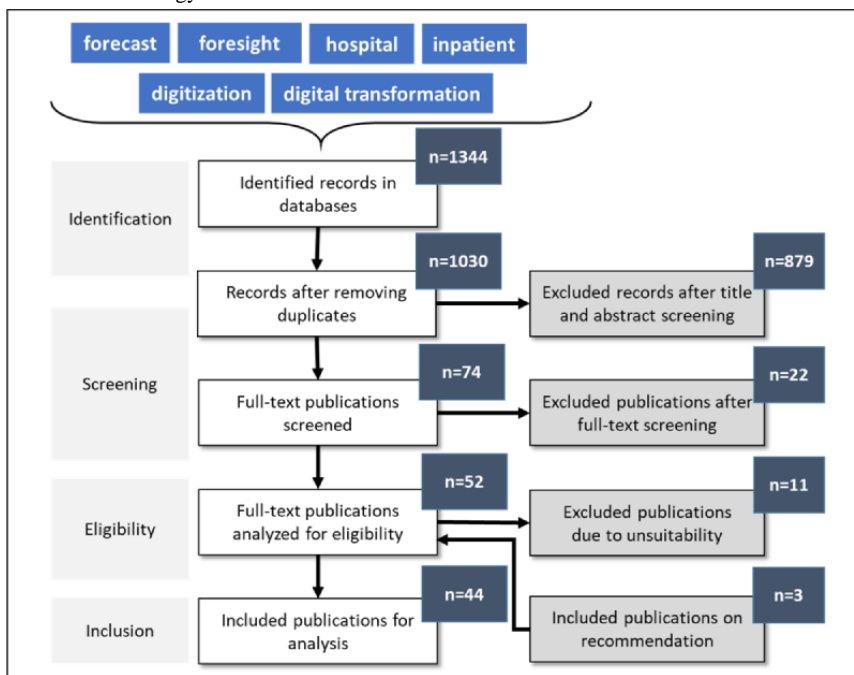 forecast foresight hospital inpatient
digitization digital transformation
n=1344
Identified records in
databases
Identification
n=1030
n=879
Records after removing
duplicates
Excluded records after title
and abstract screening
n=74
n=22
Screening
Full-text publications
screened
Excluded publications after
full-text screening
n=52
n=11
Eligibility
Full-text publications
analyzed for eligibility
Excluded publications
due to unsuitability
n=44
n=3
Inclusion
Included publications for
analysis
Included publications on
recommendation